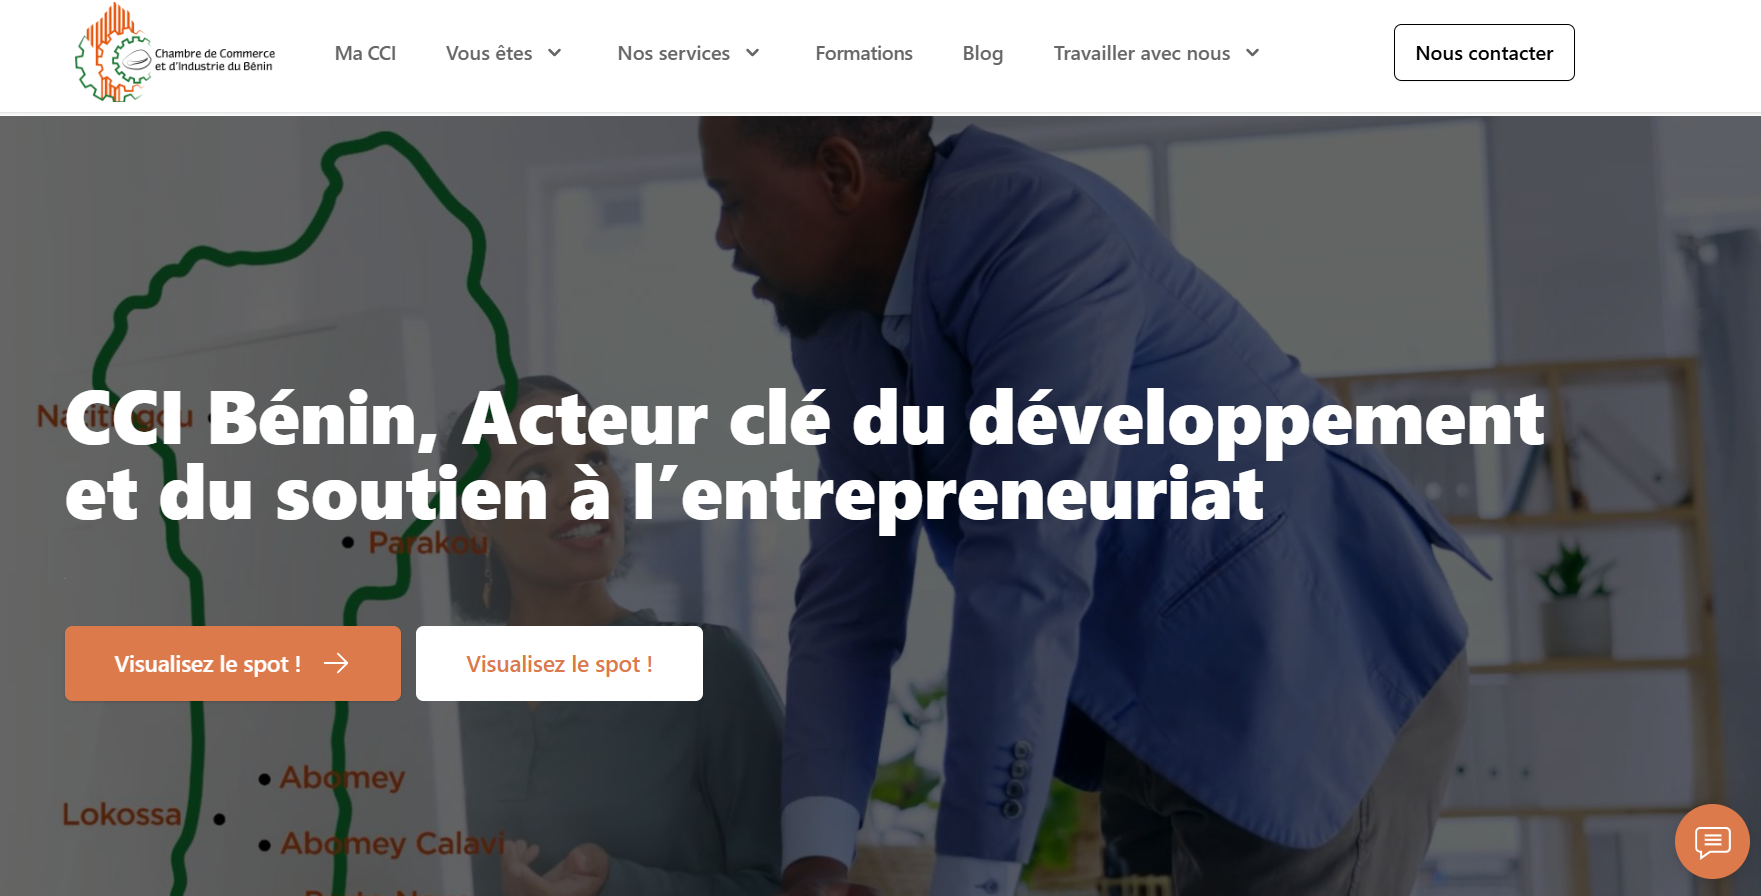 Chambre de Commerce
et d'Industrie du Bénin
Ma CCI
Vous êtes
Nos services
Formations
Blog
Travailler avec nous
Nous contacter
Natitingou
CCI Bénin, Acteur clé du développement
et du soutien à l’entrepreneuriat
Parakou
Visualisez le spot !
Visualisez le spot !
Abomey
Lokossa
Abomey Calavi